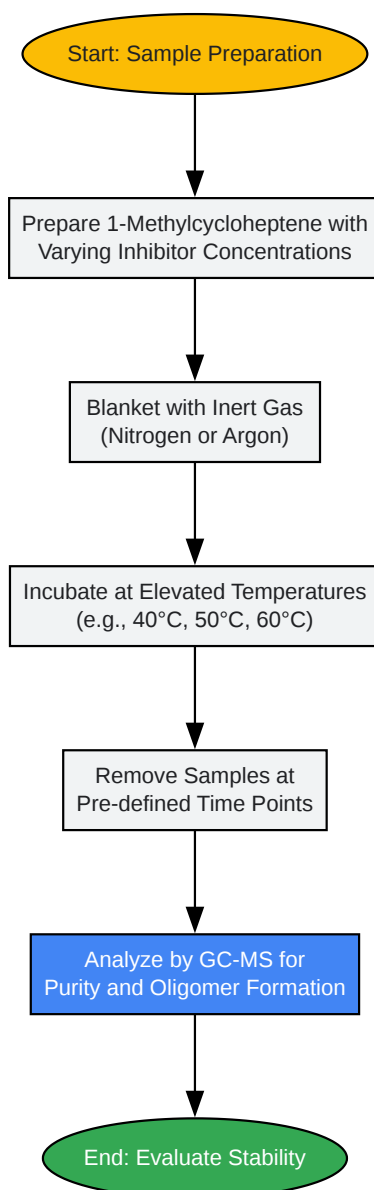 Start: Sample Preparation
Prepare 1-Methylcycloheptene with
Varying Inhibitor Concentrations
Blanket with Inert Gas
(Nitrogen or Argon)
Incubate at Elevated Temperatures
(e.g., 40°C, 50°C, 60°C)
Remove Samples at
Pre-defined Time Points
Analyze by GC-MS for
Purity and Oligomer Formation
End: Evaluate Stability